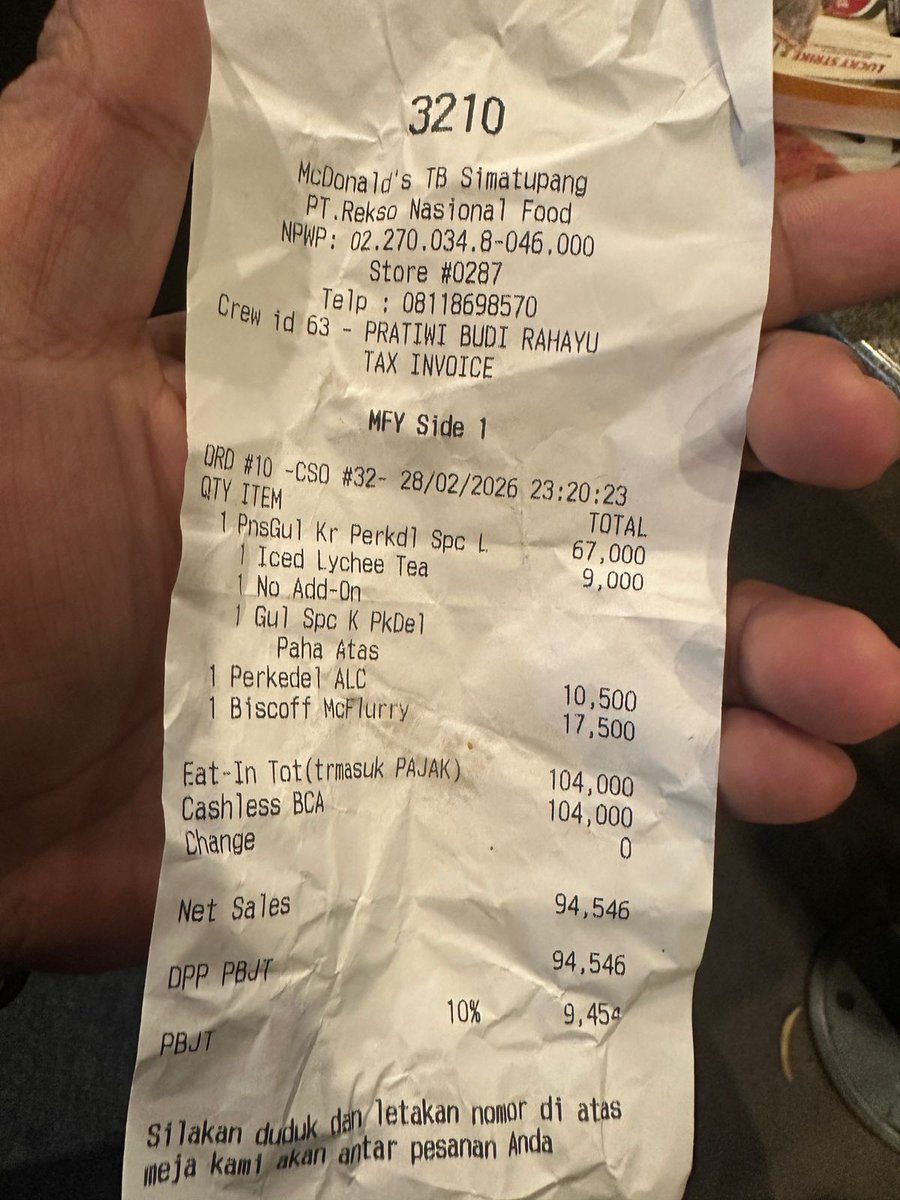 3210
McDonald's TB Simatupang
PT.Rekso Nasional Food
NPWP: 02.270.034.8-046.000
Store #0287
Telp : 08118698570
Crew id 63 - PRATIWI BUDI RAHAYU
TAX INVOICE
MFY Side 1
ORD #10 -CSO #32- 28/02/2026 23:20:23
QTY ITEM TOTAL
1 PnsGul Kr Perkdl Spc L 67,000
1 Iced Lychee Tea 9,000
1 No Add-On
1 Gul Spc K PkDel
Paha Atas
1 Perkedel ALC 10,500
1 Biscoff McFlurry 17,500
Eat-In Tot(trmasuk PAJAK) 104,000
Cashless BCA 104,000
Change 0
Net Sales 94,546
DPP PBJT 94,546
PBJT 10% 9,454
Silakan duduk dan letakan nomor di atas
meja kami akan antar pesanan Anda
LUCKY STRIKE